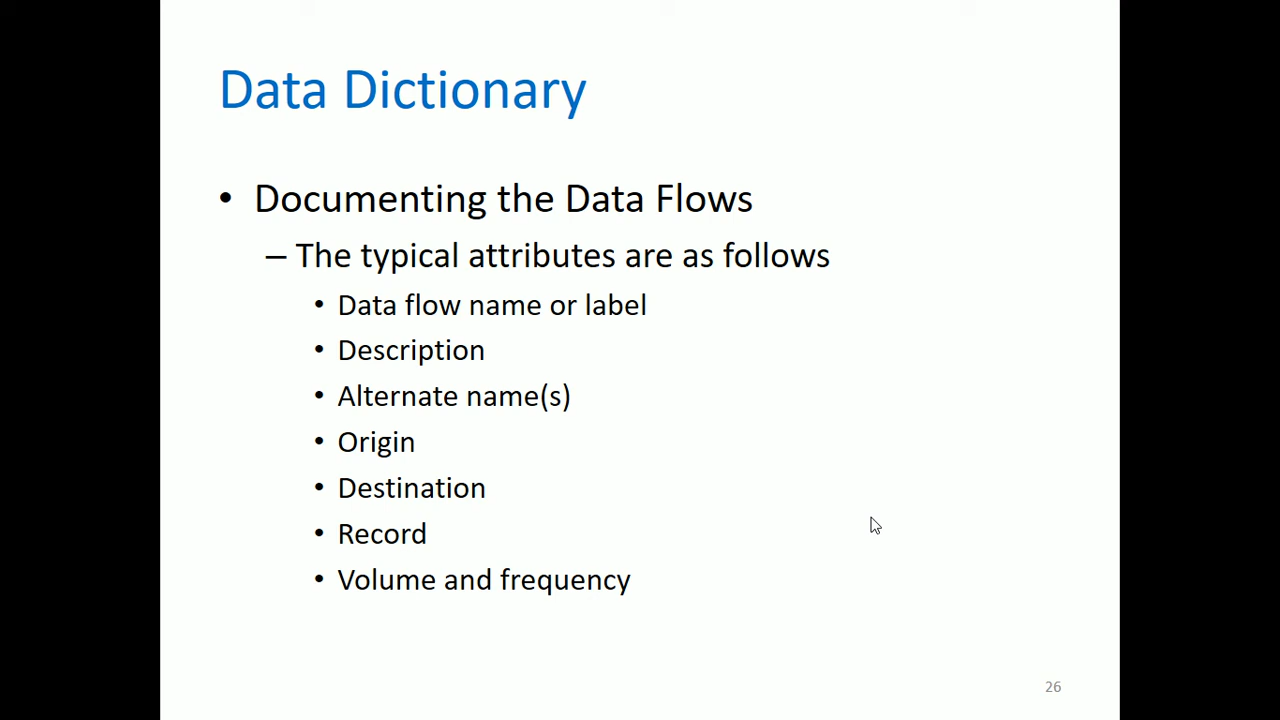 Data Dictionary
• Documenting the Data Flows
– The typical attributes are as follows
• Data flow name or label
• Description
• Alternate name(s)
• Origin
• Destination
• Record
• Volume and frequency
26